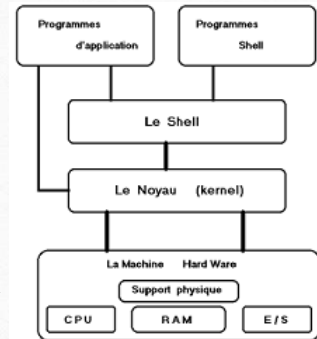 Programmes
d'application
Programmes
Shell
Le Shell
Le Noyau (kernel)
La Machine Hard Ware
Support physique
CPU
RAM
E/S